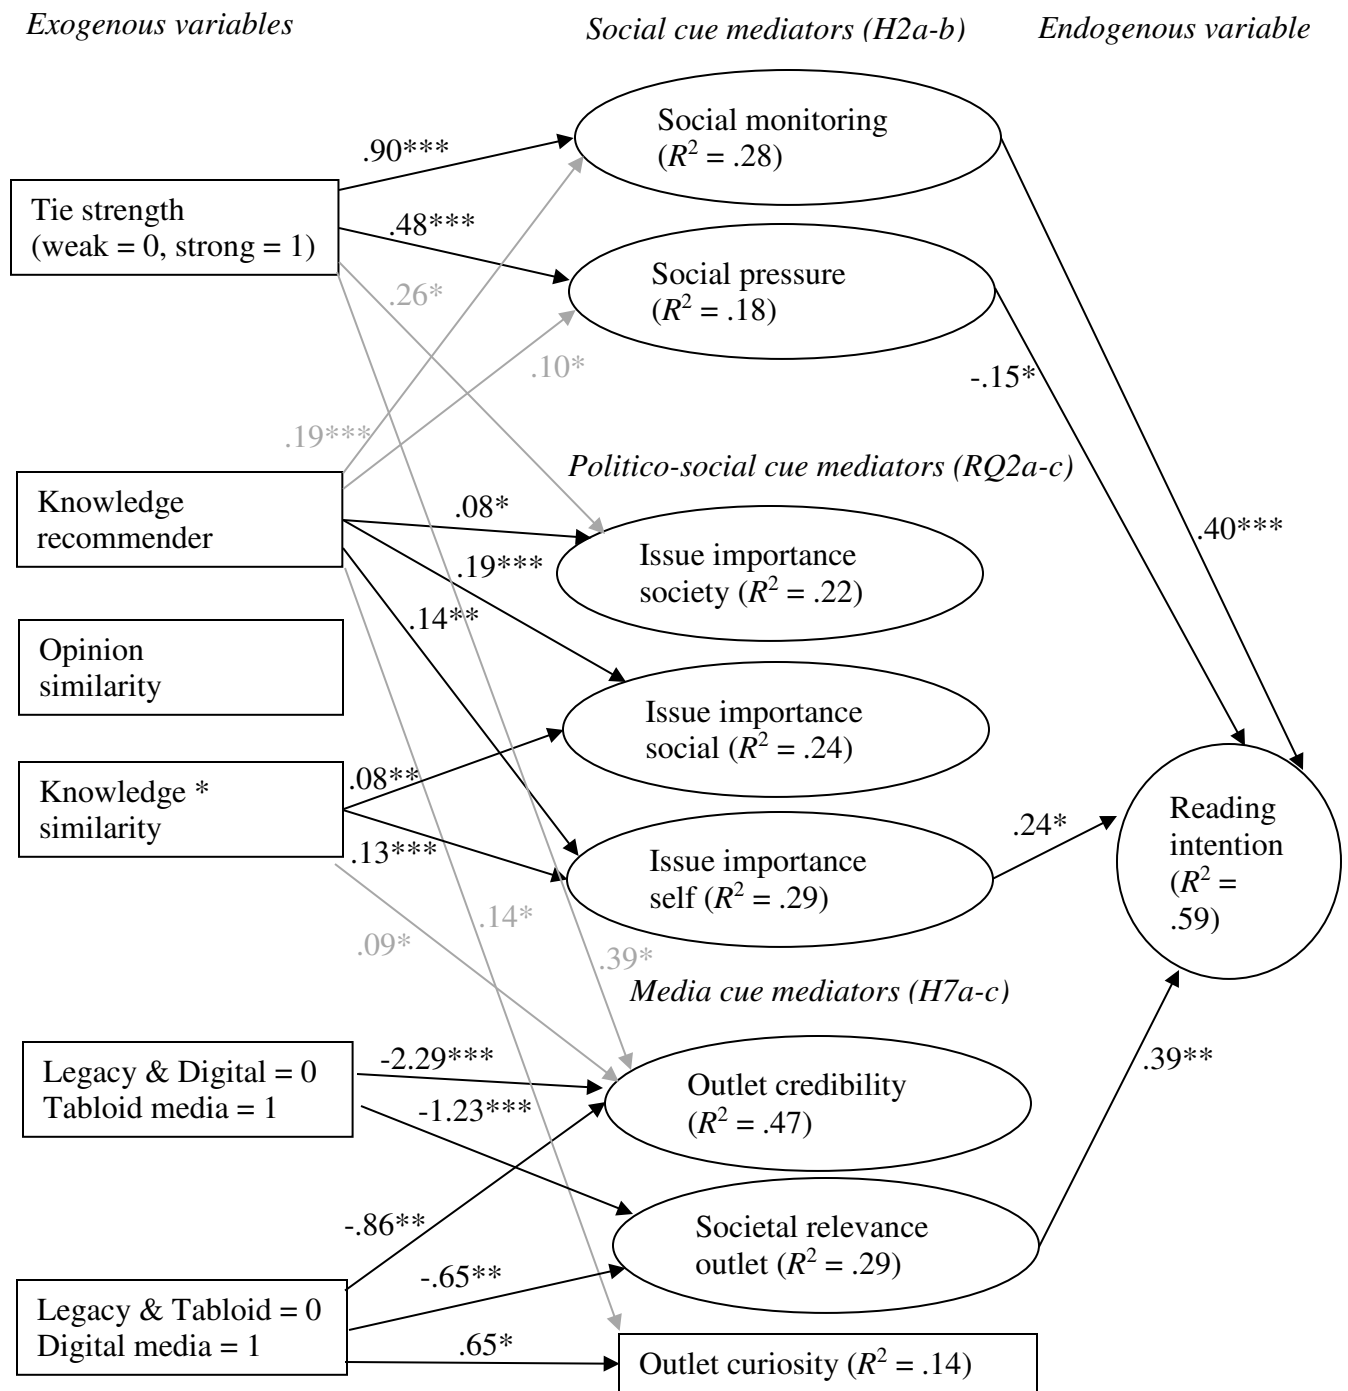 Exogenous variables
Social cue mediators (H2a-b)
Endogenous variable
.90***
Social monitoring
(R² = .28)
Tie strength
(weak = 0, strong = 1)
.48***
Social pressure
(R² = .18)
.26*
.10*
-.15*
.19***
Politico-social cue mediators (RQ2a-c)
Knowledge
recommender
.08*
.40***
Issue importance
society (R² = .22)
.19***
.14**
Opinion
similarity
Issue importance
social (R² = .24)
.08**
Knowledge *
similarity
.13***
Issue importance
self (R² = .29)
.24*
Reading
intention
(R² =
.59)
.14*
.09*
.39*
Media cue mediators (H7a-c)
Legacy & Digital = 0
Tabloid media = 1
-2.29***
-1.23***
Outlet credibility
(R² = .47)
.39**
-.86**
Societal relevance
outlet (R² = .29)
-.65**
Legacy & Tabloid = 0
Digital media = 1
.65*
Outlet curiosity (R² = .14)